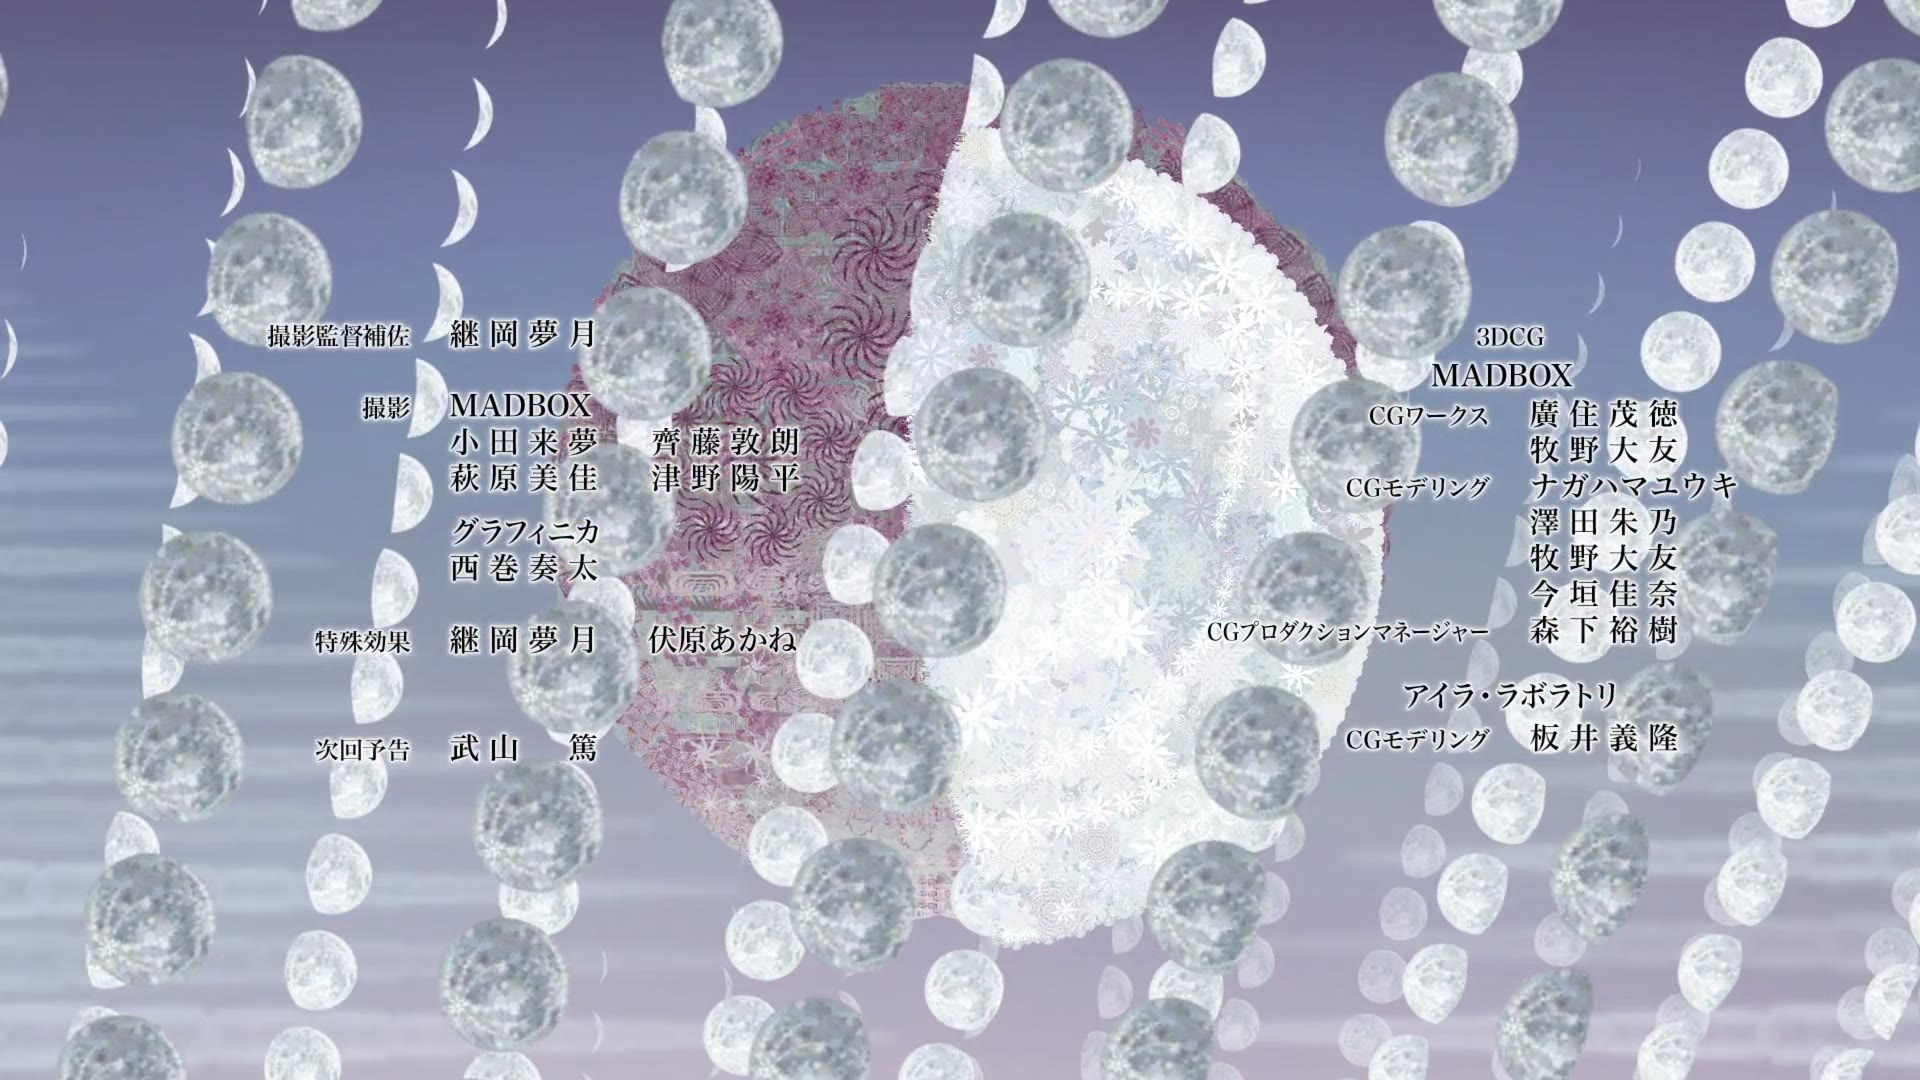 撮影監督補佐 継岡夢月
撮影 MADBOX
小田来夢 齊藤敦朗
萩原美佳 津野陽平
グラフィニカ
西巻奏太
特殊効果 継岡夢月 伏原あかね
次回予告 武山 篤
3DCG
MADBOX
CGワークス 廣住茂徳
牧野大友
CGモデリング ナガハマユウキ
澤田朱乃
牧野大友
今垣佳奈
CGプロダクションマネージャー 森下裕樹
アイラ・ラボラトリ
CGモデリング 板井義隆